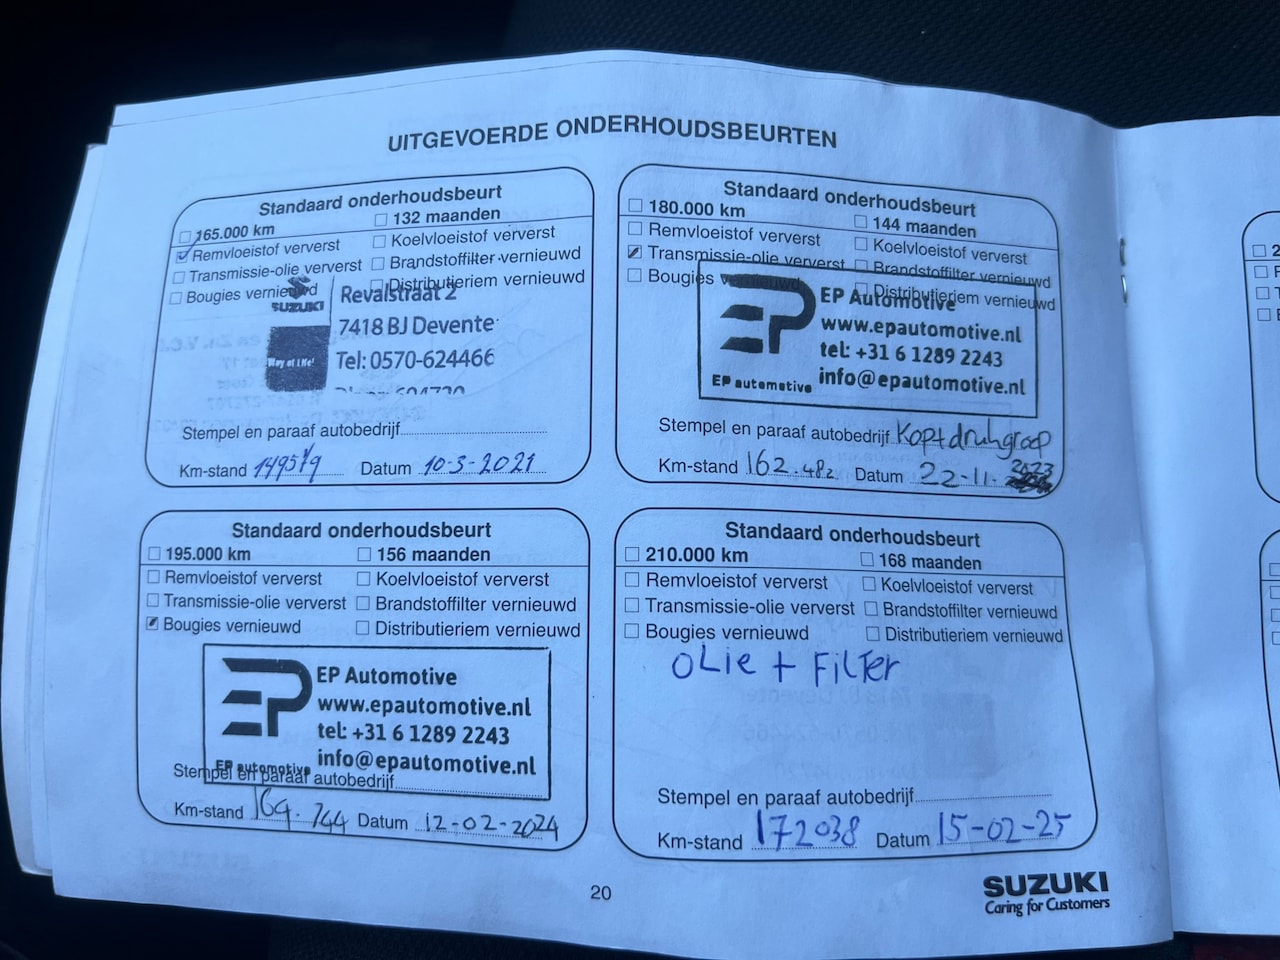 UITGEVOERDE ONDERHOUDSBEURTEN
Standaard onderhoudsbeurt
165.000 km 132 maanden
Remvloeistof ververst Koelvloeistof ververst
Transmissie-olie ververst Brandstoffilter vernieuwd
Bougies vernieuwd Distributieriem vernieuwd
SUZUKI
Way of Life!
Revalstraat 2
7418 BJ Devente
Tel: 0570-624466
Stempel en paraaf autobedrijf
Km-stand Datum 10-3-2021
Standaard onderhoudsbeurt
180.000 km 144 maanden
Remvloeistof ververst Koelvloeistof ververst
Transmissie-olie ververst Brandstoffilter vernieuwd
Bougies vernieuwd Distributieriem vernieuwd
EP Automotive
www.epautomotive.nl
tel: +31 6 1289 2243
info@epautomotive.nl
EP automotive
Stempel en paraaf autobedrijf
Km-stand 162.482 Datum 22-11-2023
Standaard onderhoudsbeurt
195.000 km 156 maanden
Remvloeistof ververst Koelvloeistof ververst
Transmissie-olie ververst Brandstoffilter vernieuwd
Bougies vernieuwd Distributieriem vernieuwd
EP Automotive
www.epautomotive.nl
tel: +31 6 1289 2243
info@epautomotive.nl
EP automotive
Stempel en paraaf autobedrijf
Km-stand 169.744 Datum 12-02-2024
Standaard onderhoudsbeurt
210.000 km 168 maanden
Remvloeistof ververst Koelvloeistof ververst
Transmissie-olie ververst Brandstoffilter vernieuwd
Bougies vernieuwd Distributieriem vernieuwd
OLIE + FILTER
Stempel en paraaf autobedrijf
Km-stand 172038 Datum 15-02-25
20
SUZUKI
Caring for Customers